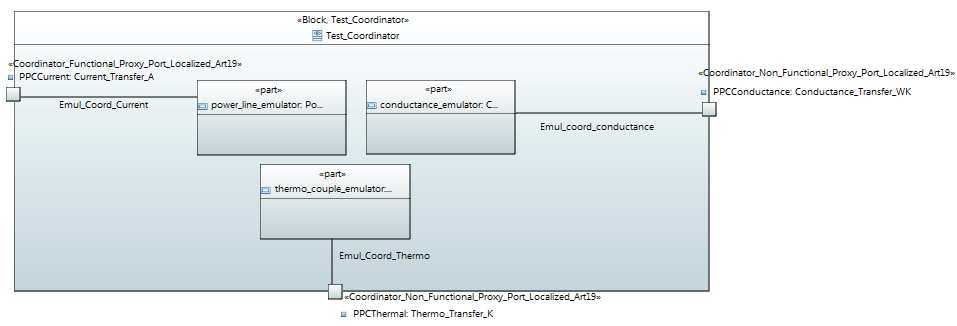 «Block, Test_Coordinator»
Test_Coordinator
«Coordinator_Functional_Proxy_Port_Localized_Art19»
PPCCurrent: Current_Transfer_A
Emul_Coord_Current
«part»
power_line_emulator: Po...
«part»
conductance_emulator: C...
«Coordinator_Non_Functional_Proxy_Port_Localized_Art19»
PPCConductance: Conductance_Transfer_WK
Emul_coord_conductance
«part»
thermo_couple_emulator:...
Emul_Coord_Thermo
«Coordinator_Non_Functional_Proxy_Port_Localized_Art19»
PPCThermal: Thermo_Transfer_K